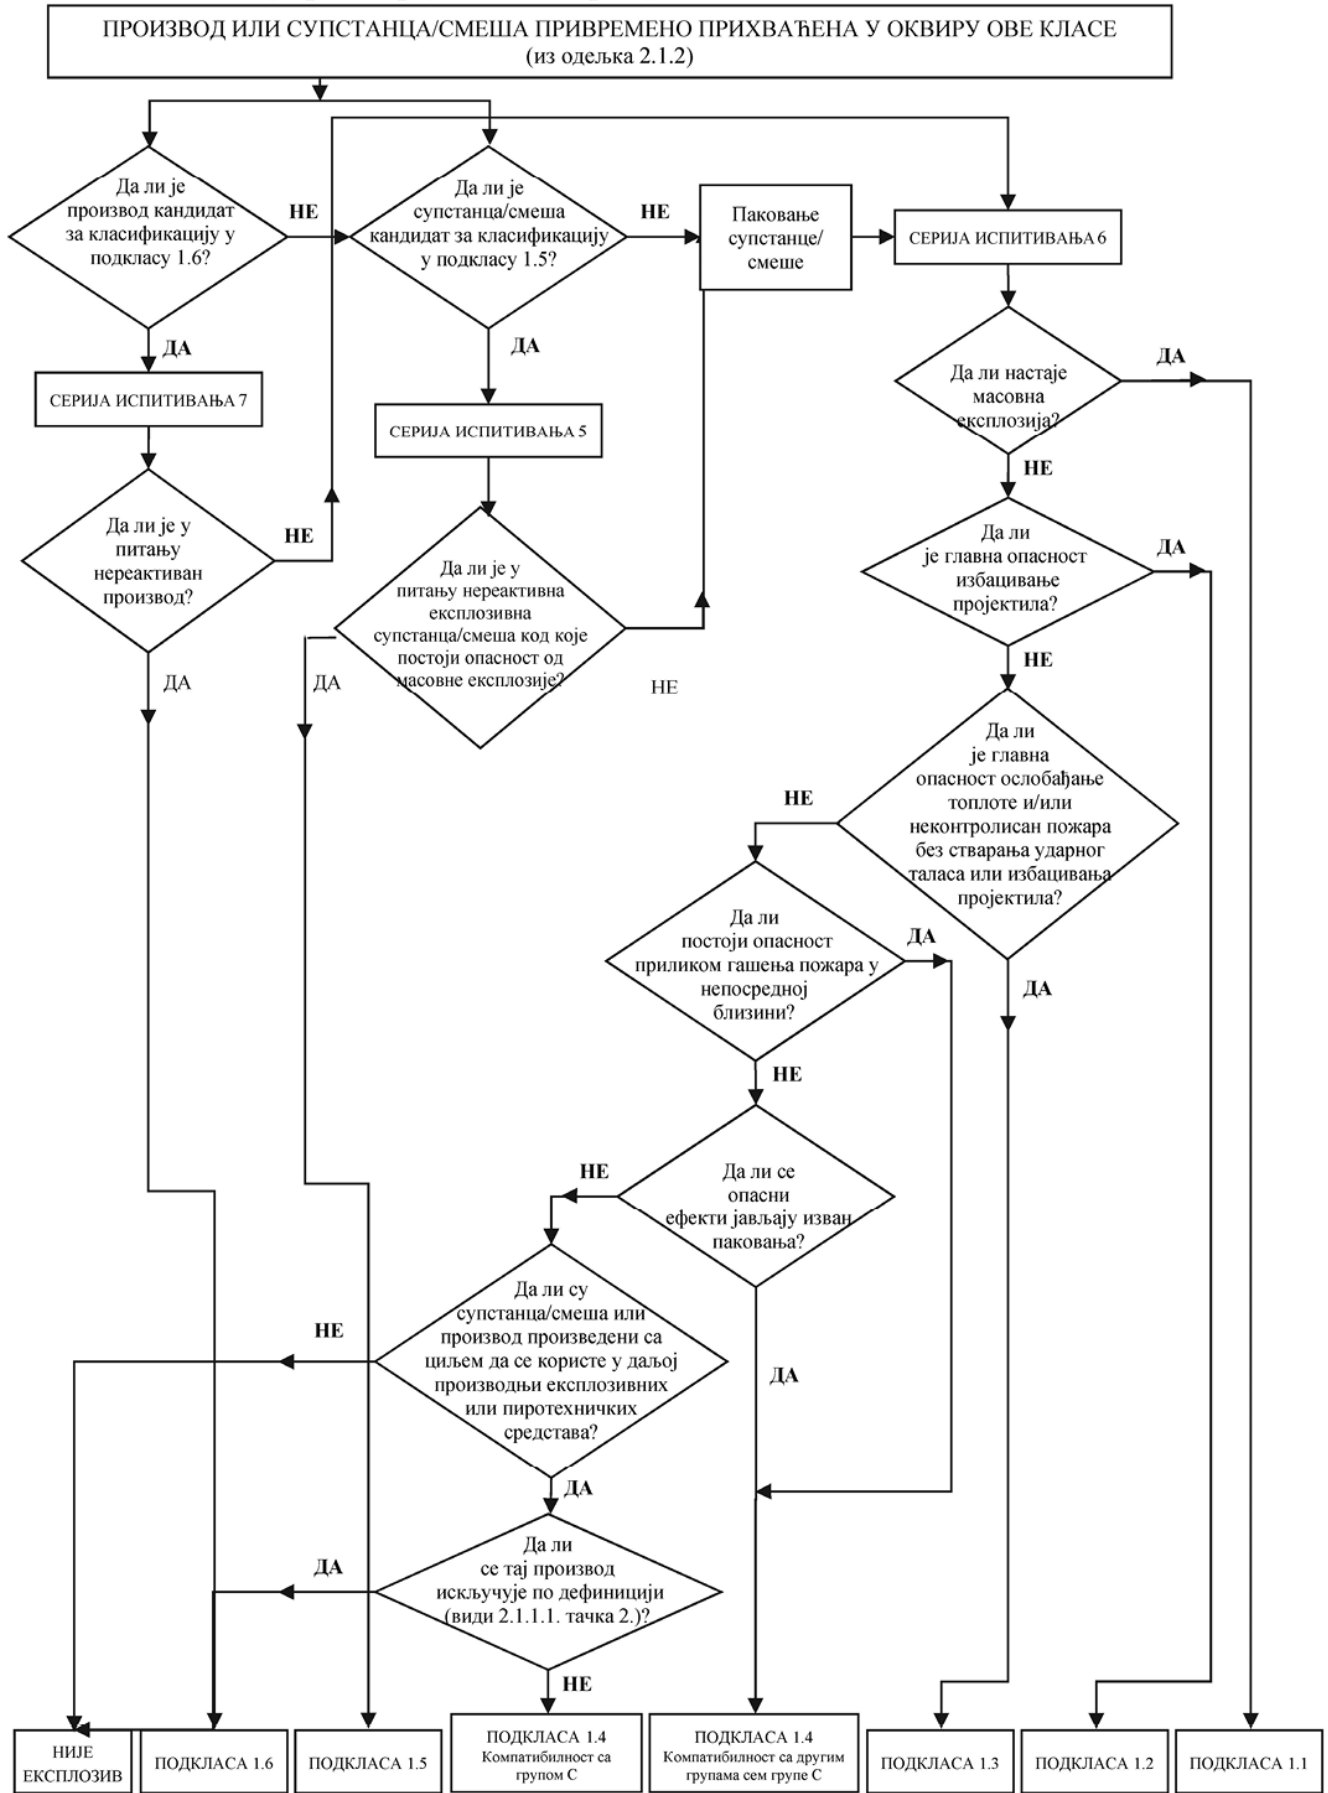 ПРОИЗВОД ИЛИ СУПСТАНЦА/СМЕША ПРИВРЕМЕНО ПРИХВАЋЕНА У ОКВИРУ ОВЕ КЛАСЕ
(из одељка 2.1.2)
Да ли је
производ кандидат
за класификацију у
подкласу 1.6?
НЕ
Да ли је
супстанца/смеша
кандидат за класификацију
у подкласу 1.5?
НЕ
Паковање
супстанце/
смеше
СЕРИЈА ИСПИТИВАЊА 6
ДА
СЕРИЈА ИСПИТИВАЊА 7
ДА
СЕРИЈА ИСПИТИВАЊА 5
Да ли настаје
масовна
експлозија?
ДА
НЕ
Да ли је у
питању
нереактиван
производ?
НЕ
ДА
Да ли је у
питању нереактивна
експлозивна
супстанца/смеша код које
постоји опасност од
масовне експлозије?
ДА
НЕ
Да ли
је главна опасност
избацивање
пројектила?
ДА
НЕ
Да ли
је главна
опасност ослобађање
топлоте и/или
неконтролисан пожара
без стварања ударног
таласа или избацивања
пројектила?
НЕ
ДА
Да ли
постоји опасност
приликом гашења пожара у
непосредној
близини?
ДА
НЕ
Да ли се
опасни
ефекти јављају изван
паковања?
НЕ
ДА
Да ли су
супстанца/смеша или
производ произведени са
циљем да се користе у даљој
производњи експлозивних
или пиротехничких
средстава?
НЕ
ДА
Да ли
се тај производ
искључује по дефиницији
(види 2.1.1.1. тачка 2.)?
ДА
НЕ
НИЈЕ
ЕКСПЛОЗИВ
ПОДКЛАСА 1.6
ПОДКЛАСА 1.5
ПОДКЛАСА 1.4
Компатибилност са
групом С
ПОДКЛАСА 1.4
Компатибилност са другим
групама сем групе С
ПОДКЛАСА 1.3
ПОДКЛАСА 1.2
ПОДКЛАСА 1.1